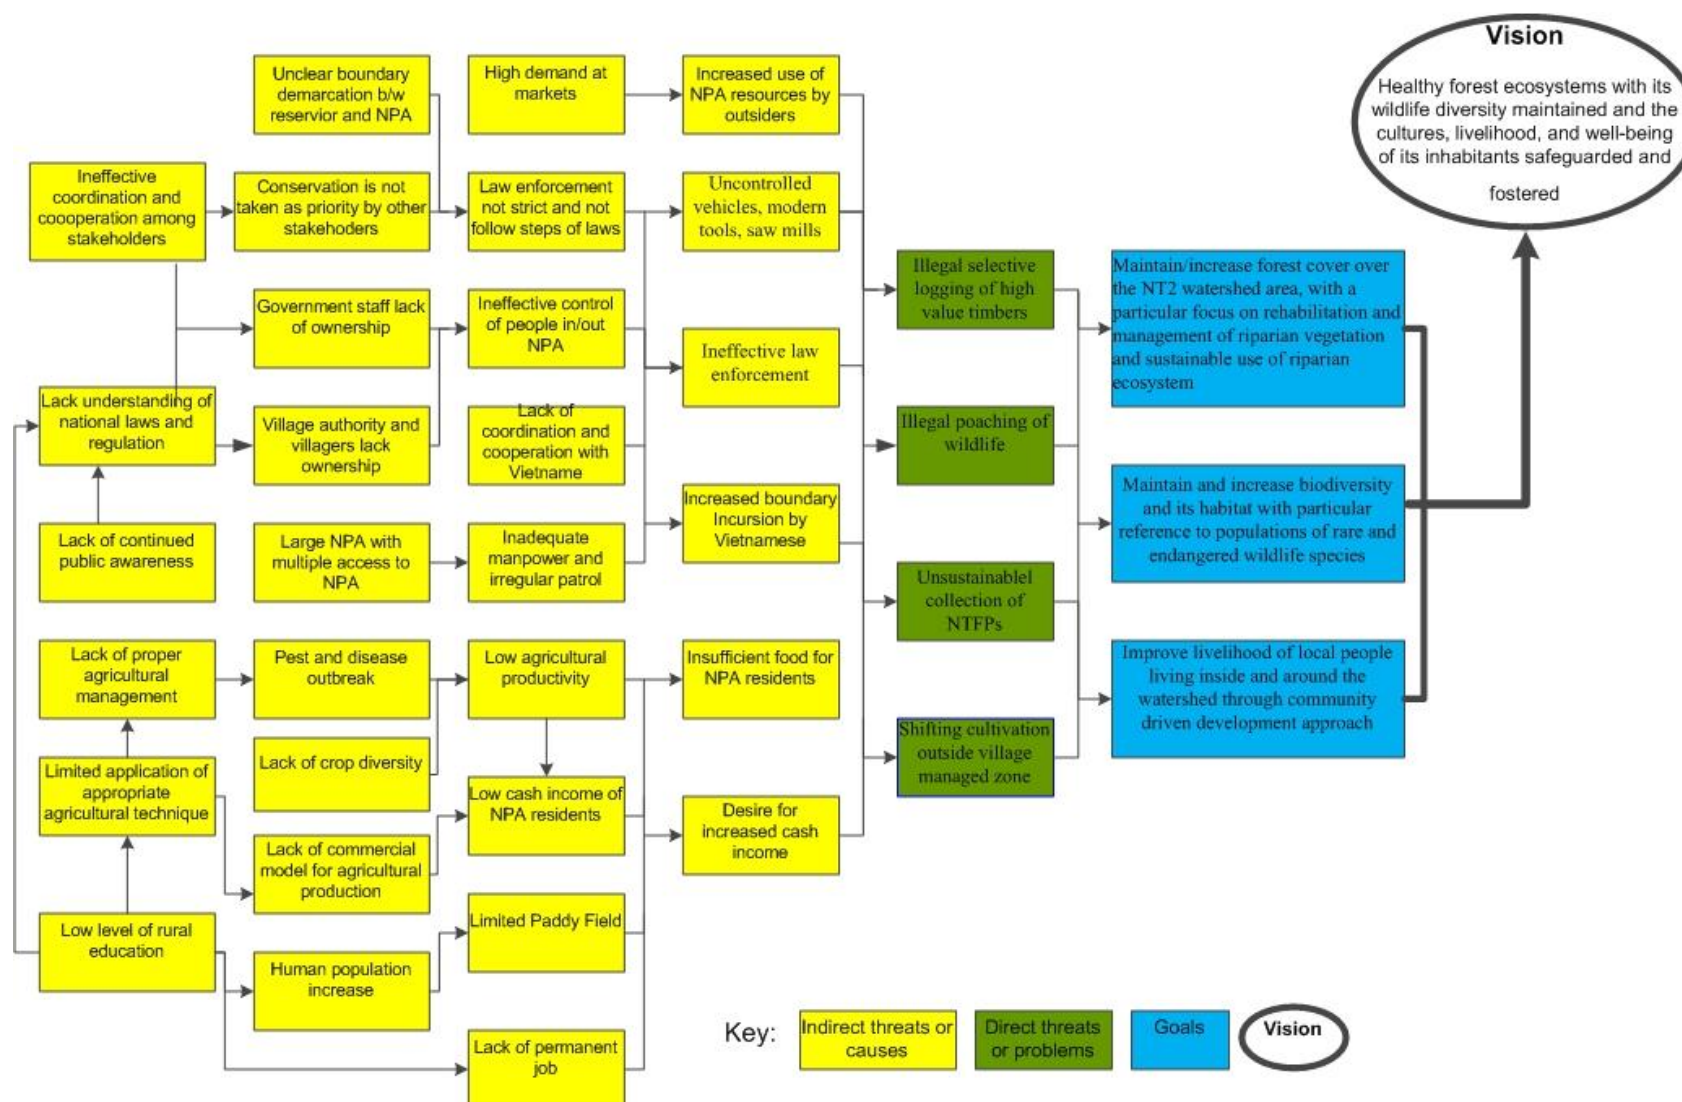 Vision
Healthy forest ecosystems with its
wildlife diversity maintained and the
cultures, livelihood, and well-being
of its inhabitants safeguarded and
fostered
Unclear boundary
demarcation b/w
reservior and NPA
High demand at
markets
Increased use of
NPA resources by
outsiders
Ineffective
coordination and
coooperation among
stakeholders
Conservation is not
taken as priority by other
stakehoders
Law enforcement
not strict and not
follow steps of laws
Uncontrolled
vehicles, modern
tools, saw mills
Government staff lack
of ownership
Ineffective control
of people in/out
NPA
Ineffective law
enforcement
Lack understanding of
national laws and
regulation
Village authority and
villagers lack
ownership
Lack of
coordination and
cooperation with
Vietname
Increased boundary
Incursion by
Vietnamese
Lack of continued
public awareness
Large NPA with
multiple access to
NPA
Inadequate
manpower and
irregular patrol
Lack of proper
agricultural
management
Pest and disease
outbreak
Low agricultural
productivity
Insufficient food for
NPA residents
Limited application of
appropriate
agricultural technique
Lack of crop diversity
Low cash income of
NPA residents
Desire for
increased cash
income
Lack of commercial
model for agricultural
production
Low level of rural
education
Human population
increase
Limited Paddy Field
Lack of permanent
job
Illegal selective
logging of high
value timbers
Illegal poaching of
wildlife
Unsustainablel
collection of
NTFPs
Shifting cultivation
outside village
managed zone
Maintain/increase forest cover over
the NT2 watershed area, with a
particular focus on rehabilitation and
management of riparian vegetation
and sustainable use of riparian
ecosystem
Maintain and increase biodiversity
and its habitat with particular
reference to populations of rare and
endangered wildlife species
Improve livelihood of local people
living inside and around the
watershed through community
driven development approach
Key:
Indirect threats or
causes
Direct threats
or problems
Goals
Vision